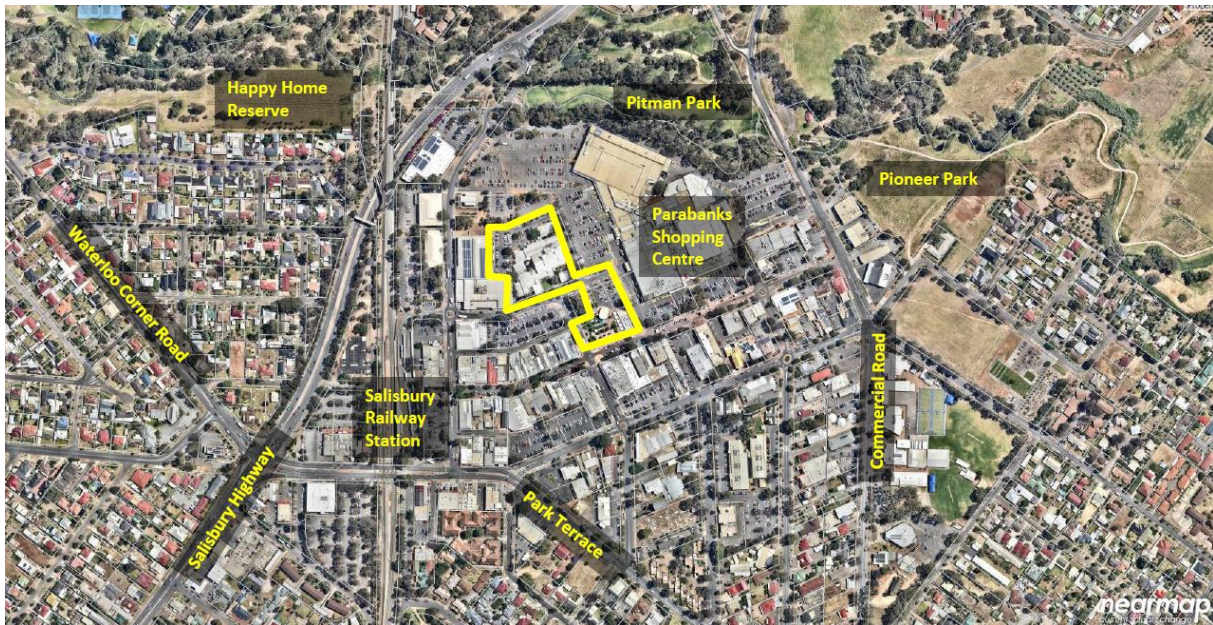 Happy Home
Reserve
Pitman Park
Pioneer Park
Parabanks
Shopping
Centre
Waterloo Corner Road
Salisbury
Railway
Station
Commercial Road
Salisbury Highway
Park Terrace
nearmap